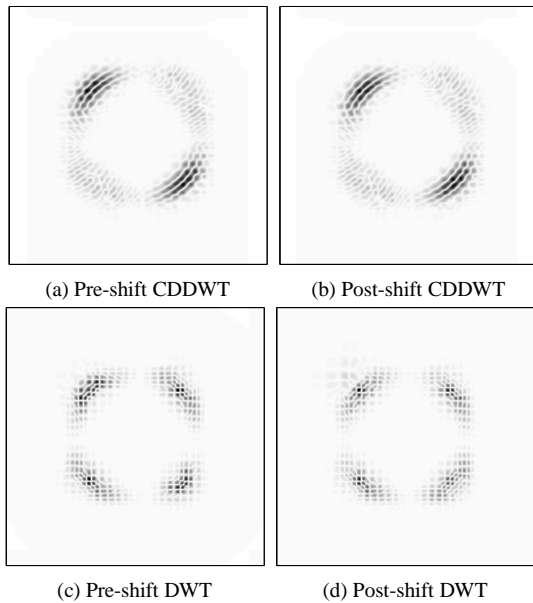 (a) Pre-shift CDDWT
(b) Post-shift CDDWT
(c) Pre-shift DWT
(d) Post-shift DWT